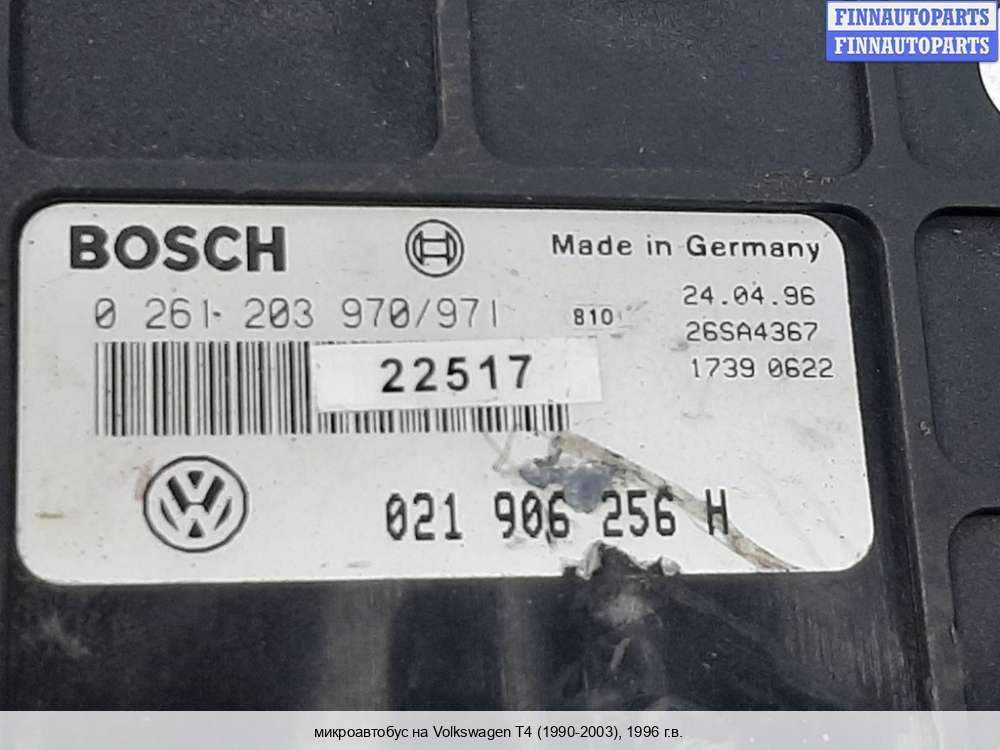 FINNAUTOPARTS
FINNAUTOPARTS
BOSCH
Made in Germany
0 261 203 970/971
810
24.04.96
26SA4367
1739 0622
22517
021 906 256 H
микроавтобус на Volkswagen T4 (1990-2003), 1996 г.в.